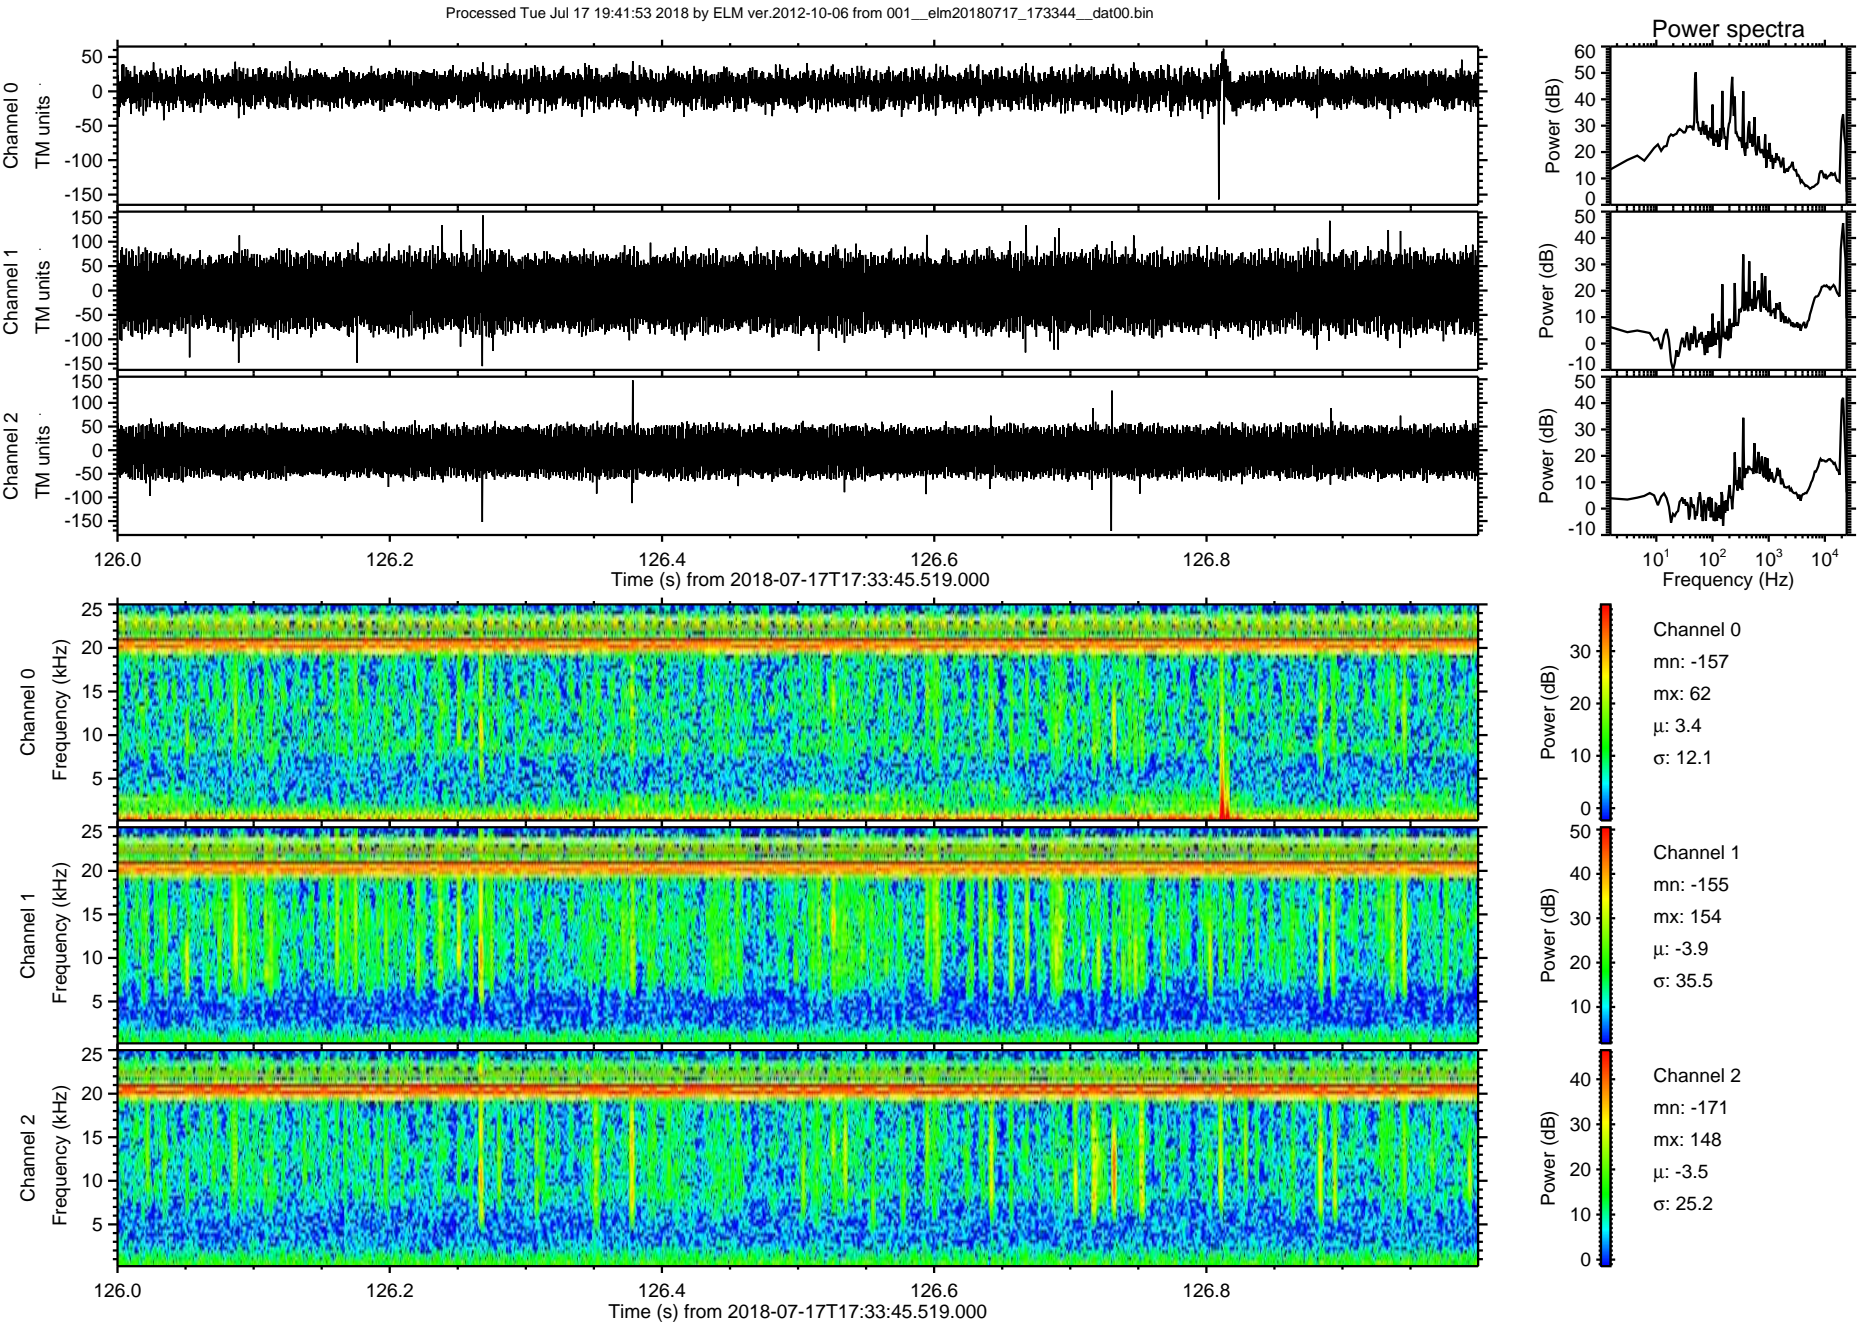 Processed Tue Jul 17 19:41:53 2018 by ELM ver.2012-10-06 from 001__elm20180717_173344__dat00.bin
Power spectra
Channel 0
TM units
50
0
-50
-100
-150
Power (dB)
60
50
40
30
20
10
0
Channel 1
TM units
150
100
50
0
-50
-100
-150
Power (dB)
50
40
30
20
10
0
-10
Channel 2
TM units
150
100
50
0
-50
-100
-150
Power (dB)
50
40
30
20
10
0
-10
126.0 126.2 126.4 126.6 126.8
Time (s) from 2018-07-17T17:33:45.519.000
10^1 10^2 10^3 10^4
Frequency (Hz)
Channel 0
Frequency (kHz)
25
20
15
10
5
Power (dB)
30
20
10
0
Channel 0
mn: -157
mx: 62
μ: 3.4
σ: 12.1
Channel 1
Frequency (kHz)
25
20
15
10
5
Power (dB)
50
40
30
20
10
Channel 1
mn: -155
mx: 154
μ: -3.9
σ: 35.5
Channel 2
Frequency (kHz)
25
20
15
10
5
Power (dB)
40
30
20
10
0
Channel 2
mn: -171
mx: 148
μ: -3.5
σ: 25.2
126.0 126.2 126.4 126.6 126.8
Time (s) from 2018-07-17T17:33:45.519.000